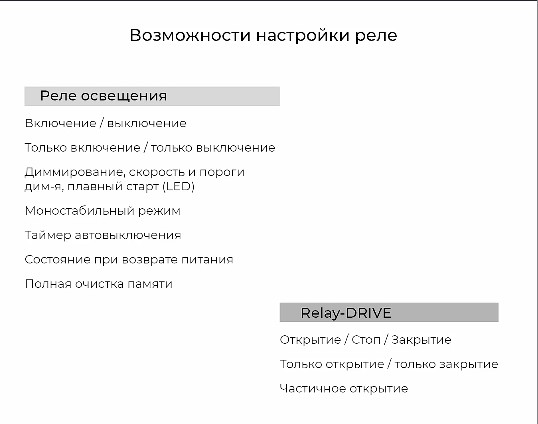 Возможности настройки реле
Реле освещения
Включение / выключение
Только включение / только выключение
Диммирование, скорость и пороги
дим-я, плавный старт (LED)
Моностабильный режим
Таймер автовыключения
Состояние при возврате питания
Полная очистка памяти
Relay-DRIVE
Открытие / Стоп / Закрытие
Только открытие / только закрытие
Частичное открытие